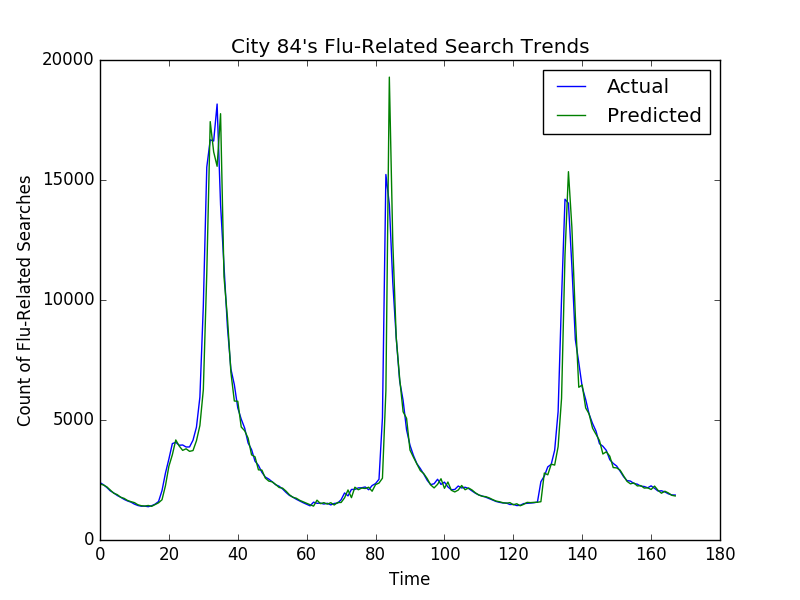 City 84's Flu-Related Search Trends
20000
15000
10000
5000
0
Count of Flu-Related Searches
Actual
Predicted
0 20 40 60 80 100 120 140 160 180
Time